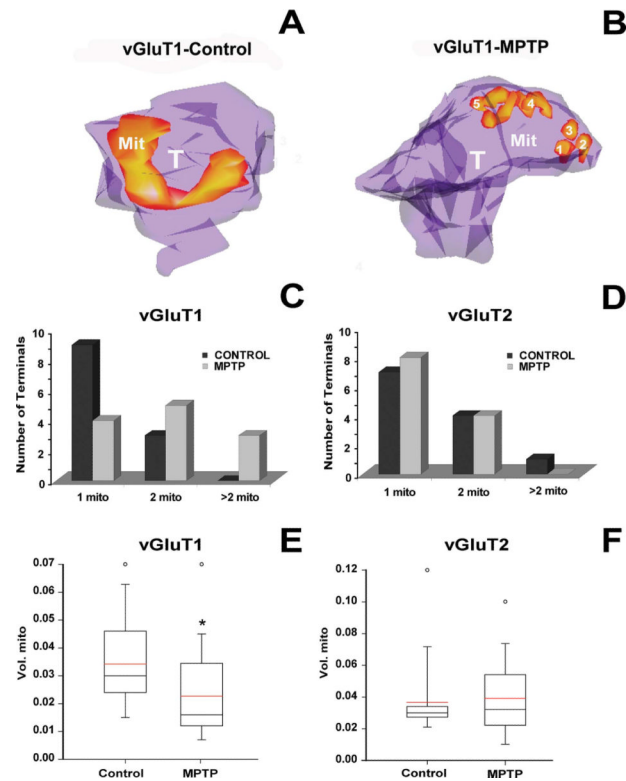 A
B
vGluT1-Control
vGluT1-MPTP
Mit
T
5
4
3
1
2
Mit
T
C
D
vGluT1
vGluT2
Number of Terminals
10
8
6
4
2
0
CONTROL
MPTP
1 mito
2 mito
>2 mito
Number of Terminals
10
8
6
4
2
0
CONTROL
MPTP
1 mito
2 mito
>2 mito
E
F
vGluT1
vGluT2
Vol. mito
0.07
0.06
0.05
0.04
0.03
0.02
0.01
0.00
*
Control
MPTP
Vol. mito
0.12
0.10
0.08
0.06
0.04
0.02
0.00
Control
MPTP